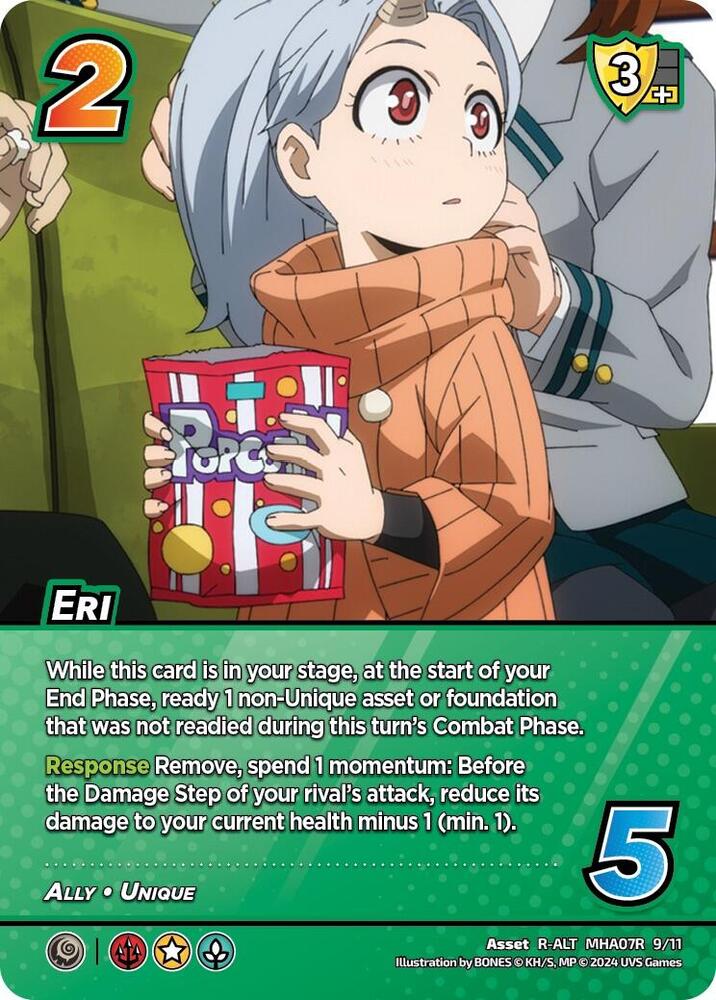 2
3
+
POPCO
ERI
While this card is in your stage, at the start of your
End Phase, ready 1 non-Unique asset or foundation
that was not readied during this turn's Combat Phase.
Response Remove, spend 1 momentum: Before
the Damage Step of your rival's attack, reduce its
damage to your current health minus 1 (min. 1).
5
ALLY • UNIQUE
Asset R-ALT MHA07R 9/11
Illustration by BONES © KH/S, MP © 2024 UVS Games